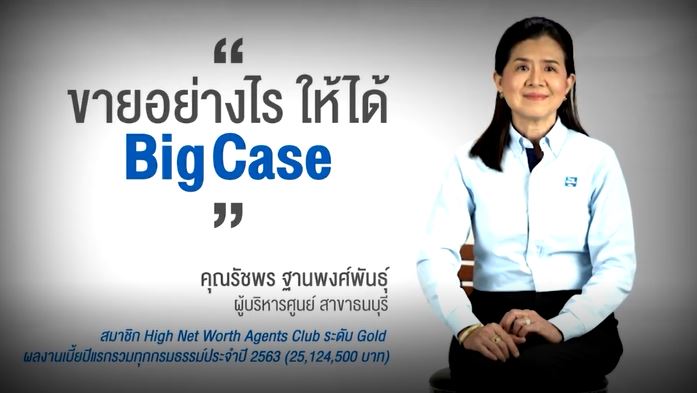 “
ขายอย่างไร ให้ได้
Big Case
”
คุณรัชพร ฐานพงศ์พันธุ์
ผู้บริหารศูนย์ สาขาธนบุรี
สมาชิก High Net Worth Agents Club ระดับ Gold
ผลงานเบี้ยปีแรกรวมทุกกรมธรรม์ประจำปี 2563 (25,124,500 บาท)